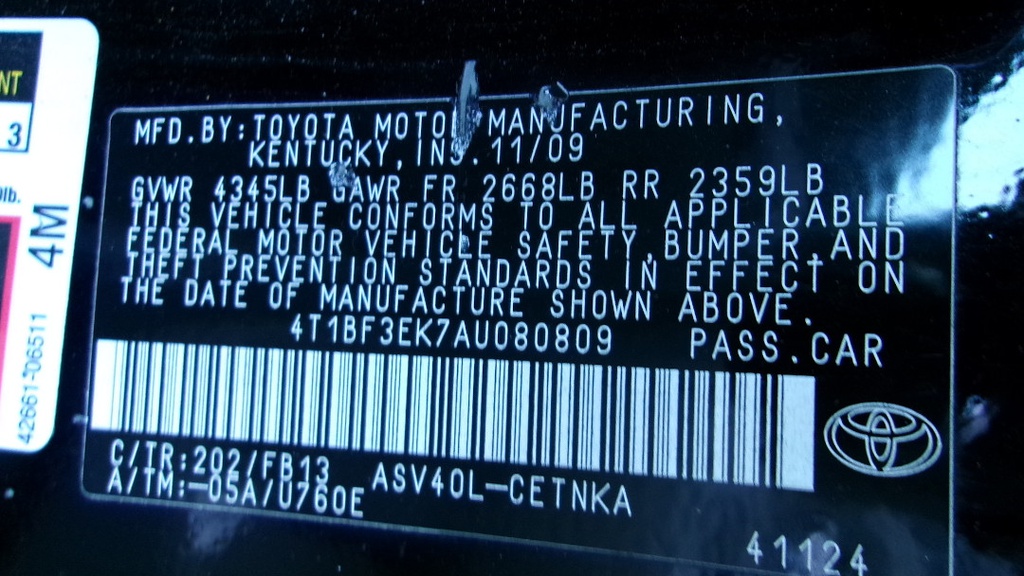 NT
3
0lb.
4M
42661-06511
MFD.BY:TOYOTA MOTOR MANUFACTURING,
KENTUCKY, INC. 11/09
GVWR 4345LB GAWR FR 2668LB RR 2359LB
THIS VEHICLE CONFORMS TO ALL APPLICABLE
FEDERAL MOTOR VEHICLE SAFETY,BUMPER,AND
THEFT PREVENTION STANDARDS IN EFFECT ON
THE DATE OF MANUFACTURE SHOWN ABOVE.
4T1BF3EK7AU080809 PASS.CAR
C/TR:202/FB13 ASV40L-CETNKA
A/TM:-05A/U760E
41124